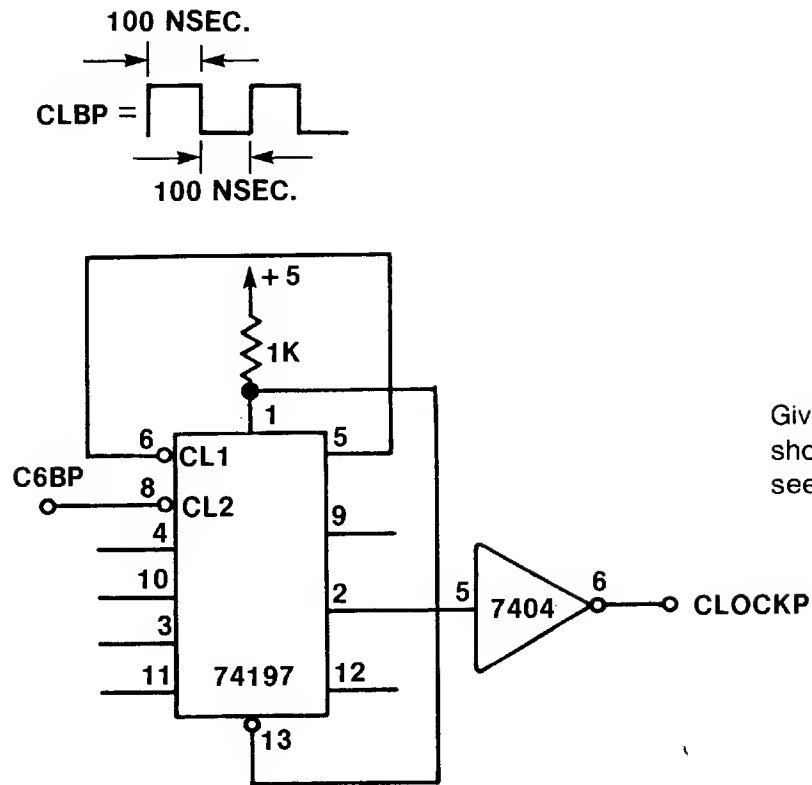 100 NSEC.
CLBP =
100 NSEC.
+5
1K
1
6
CL1
5
C6BP
8
CL2
9
4
10
2
5
7404
6
CLOCKP
3
11
74197
12
13
Giv
sho
see